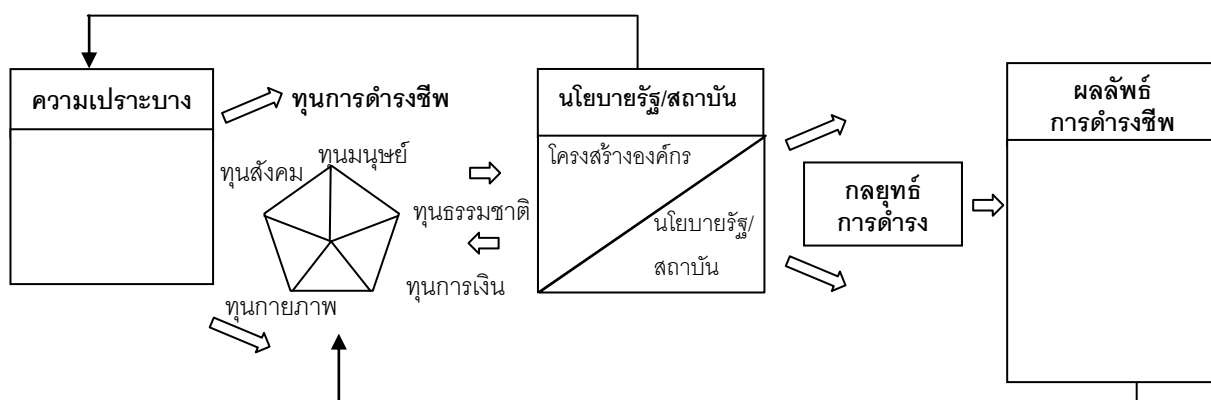 ความเปราะบาง
ทุนการดำรงชีพ
ทุนมนุษย์
ทุนสังคม
ทุนธรรมชาติ
ทุนการเงิน
ทุนกายภาพ
นโยบายรัฐ/สถาบัน
โครงสร้างองค์กร
นโยบายรัฐ/
สถาบัน
กลยุทธ์
การดำรง
ผลลัพธ์
การดำรงชีพ